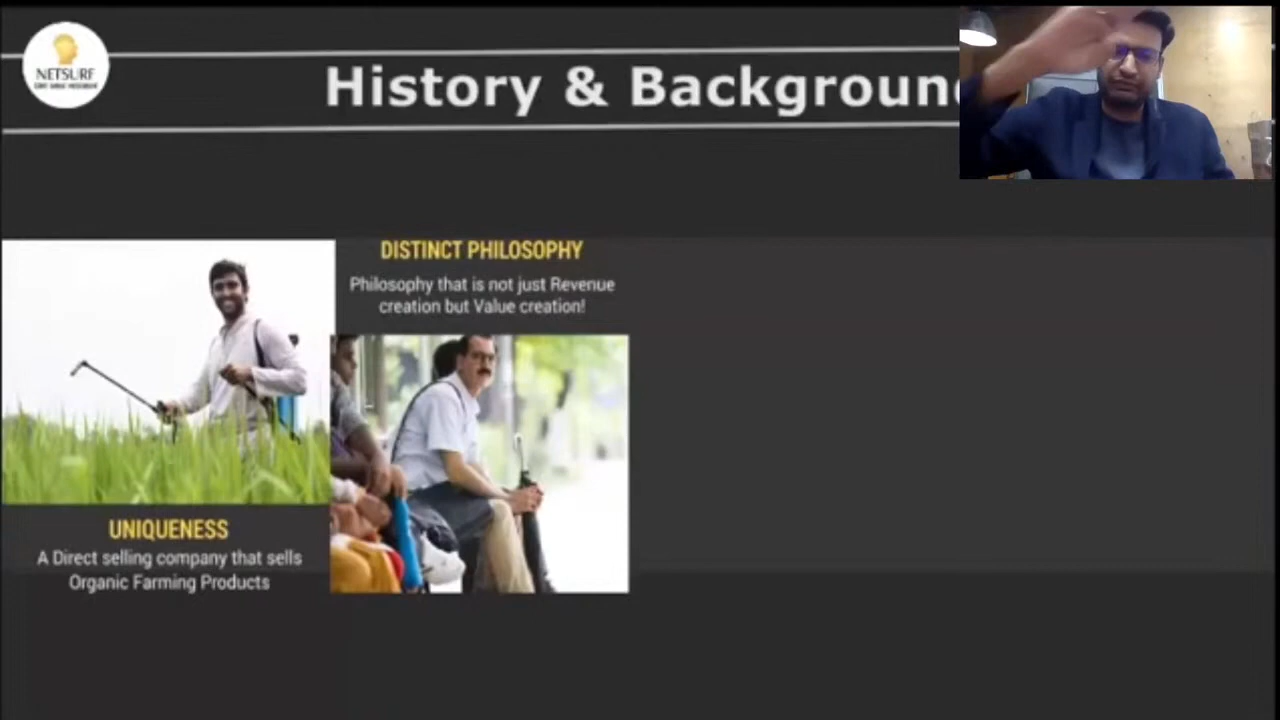 NETSURF
History & Backgroun
DISTINCT PHILOSOPHY
Philosophy that is not just Revenue
creation but Value creation!
UNIQUENESS
A Direct selling company that sells
Organic Farming Products